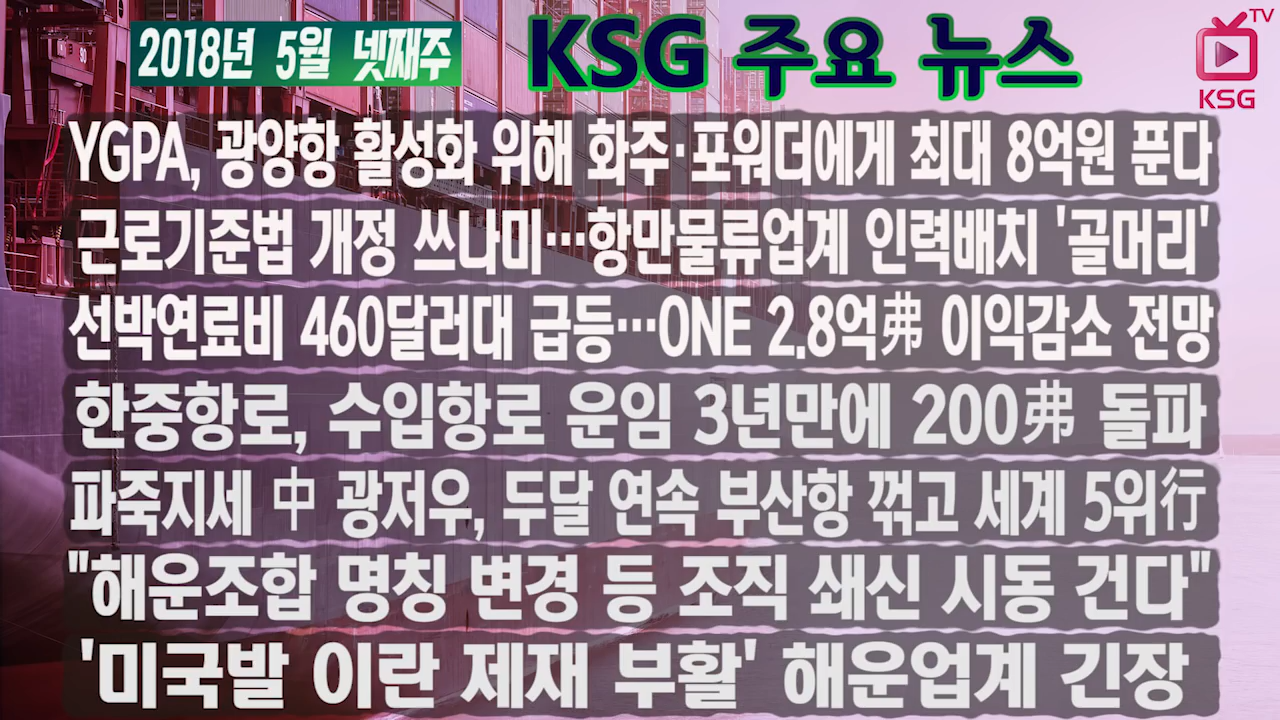 2018년 5월 넷째주
KSG 주요 뉴스
TV
KSG
YGPA, 광양항 활성화 위해 화주·포워더에게 최대 8억원 푼다
근로기준법 개정 쓰나미…항만물류업계 인력배치 '골머리'
선박연료비 460달러대 급등…ONE 2.8억弗 이익감소 전망
한중항로, 수입항로 운임 3년만에 200弗 돌파
파죽지세 中 광저우, 두달 연속 부산항 꺾고 세계 5위行
"해운조합 명칭 변경 등 조직 쇄신 시동 건다"
'미국발 이란 제재 부활' 해운업계 긴장